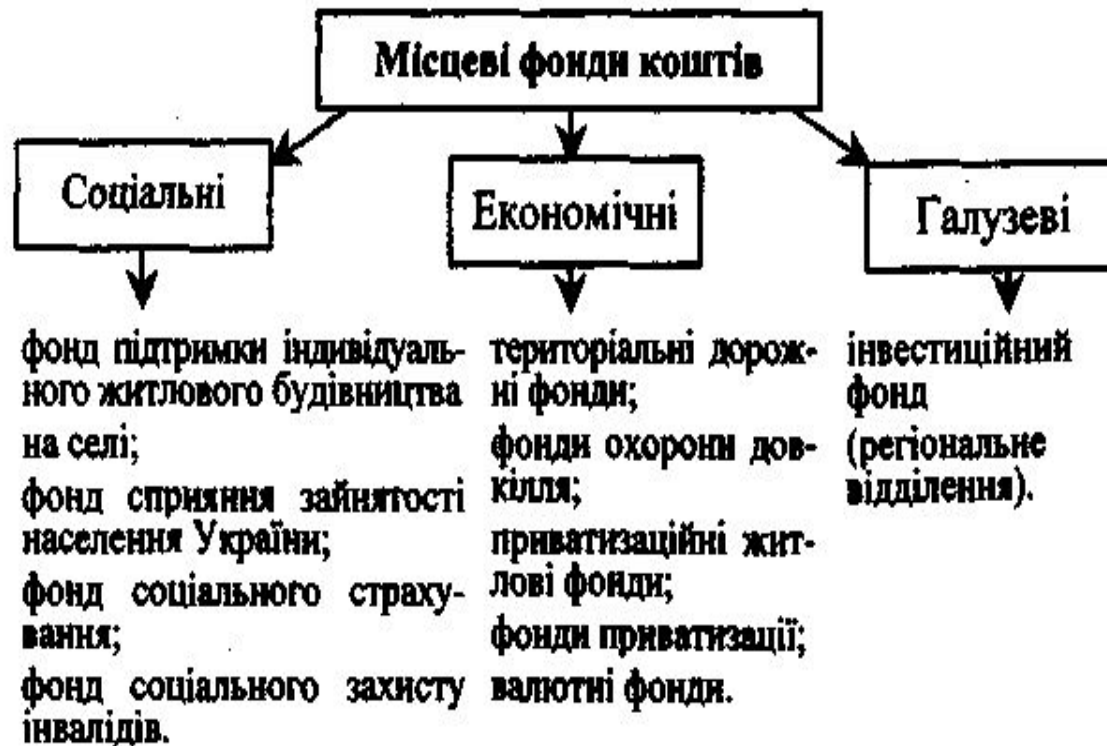 Місцеві фонди коштів
Соціальні
Економічні
Галузеві
фонд підтримки індивідуаль-
ного житлового будівництва
на селі;
фонд сприяння зайнятості
населення України;
фонд соціального страху-
вання;
фонд соціального захисту
інвалідів.
територіальні дорож-
ні фонди;
фонди охорони дов-
кілля;
приватизаційні жит-
лові фонди;
фонди приватизації;
валютні фонди.
інвестиційний
фонд
(регіональне
відділення).